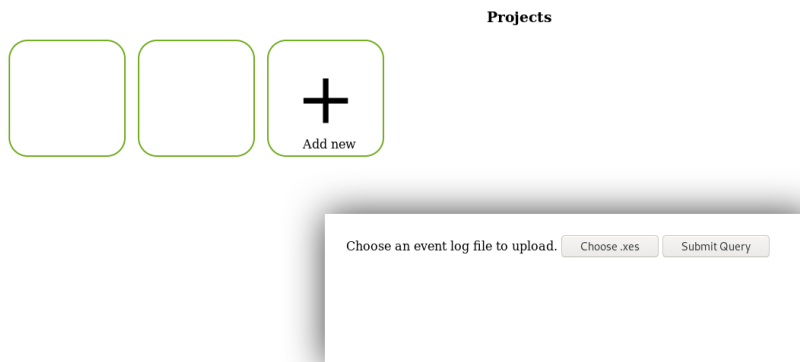 Projects
Add new
Choose an event log file to upload. Choose .xes Submit Query